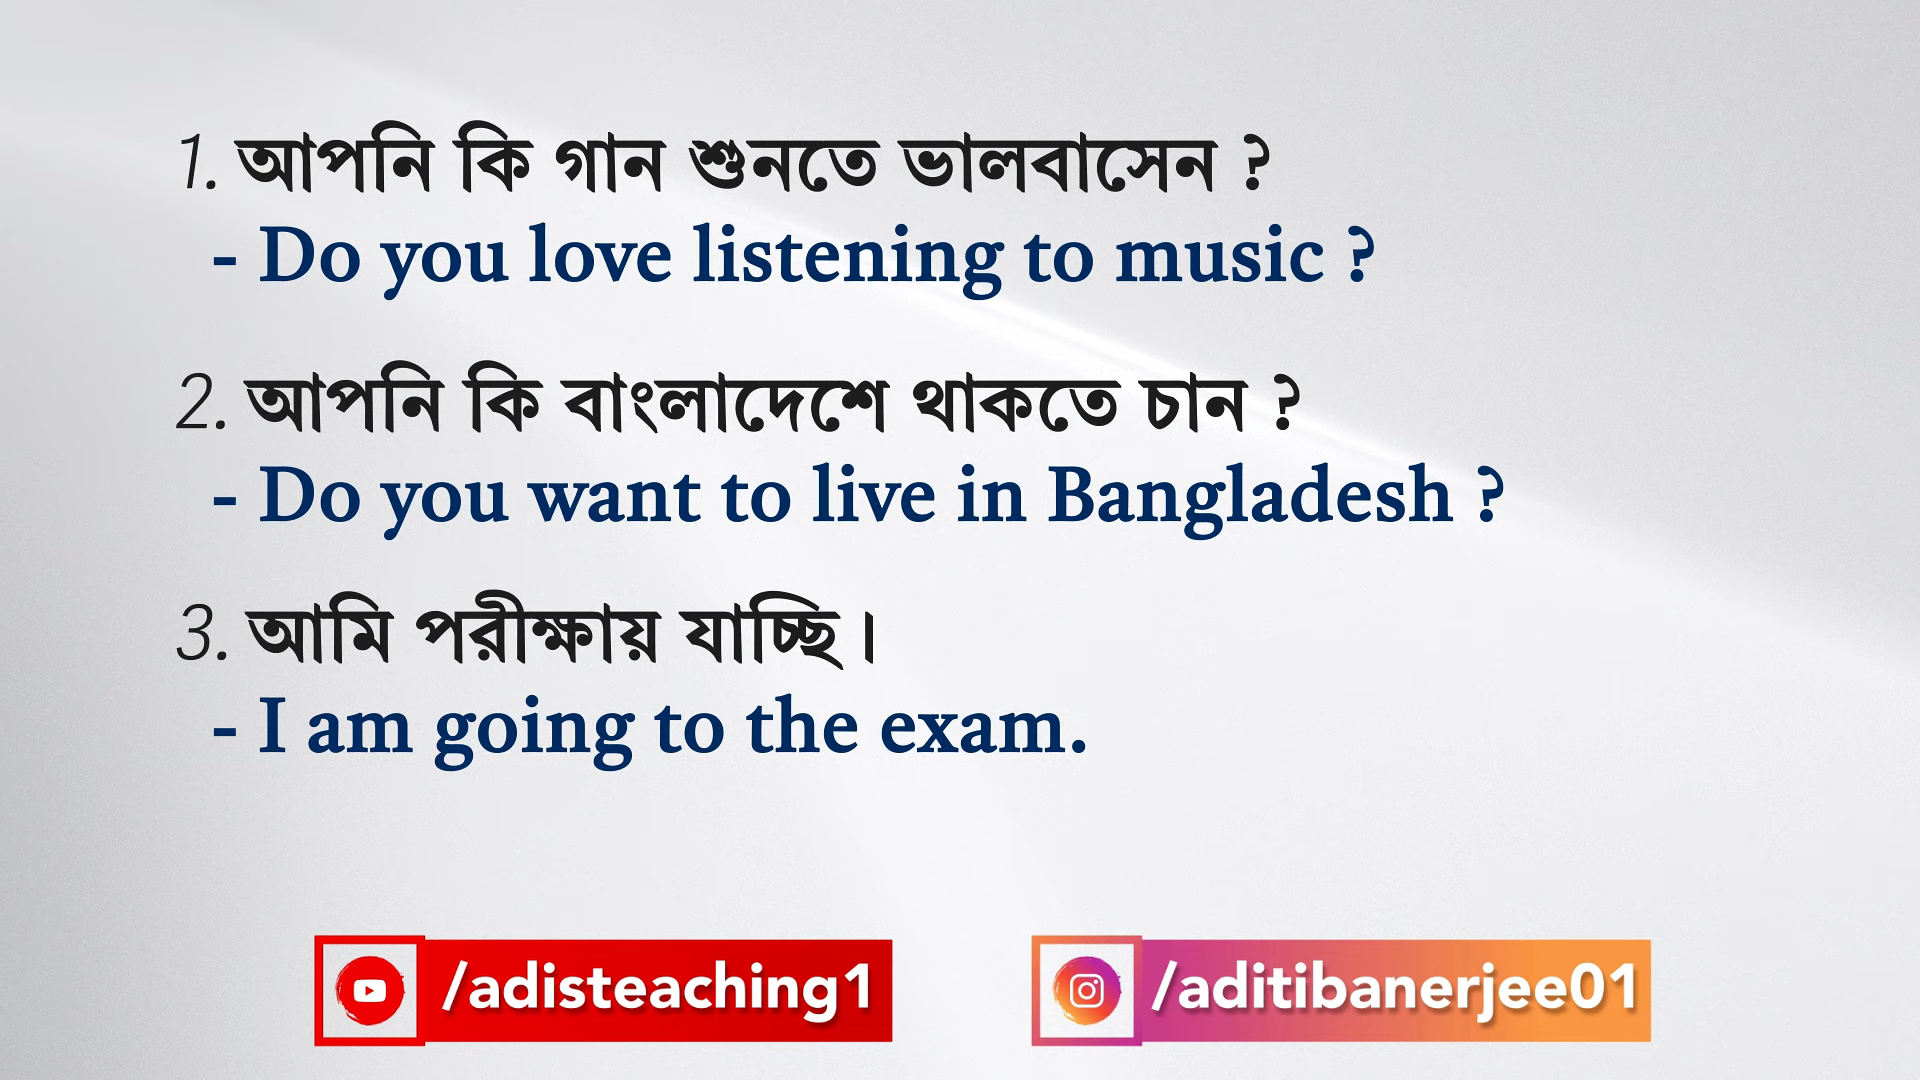 1. আপনি কি গান শুনতে ভালবাসেন ?
- Do you love listening to music ?
2. আপনি কি বাংলাদেশে থাকতে চান ?
- Do you want to live in Bangladesh ?
3. আমি পরীক্ষায় যাচ্ছি।
- I am going to the exam.
/adisteaching1
/aditibanerjee01